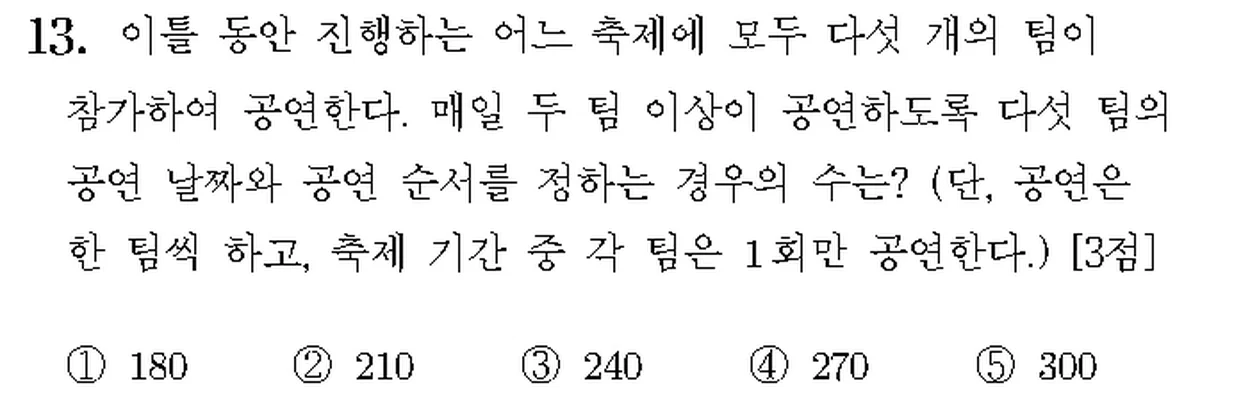 13. 이틀 동안 진행하는 어느 축제에 모두 다섯 개의 팀이
참가하여 공연한다. 매일 두 팀 이상이 공연하도록 다섯 팀의
공연 날짜와 공연 순서를 정하는 경우의 수는? (단, 공연은
한 팀씩 하고, 축제 기간 중 각 팀은 1회만 공연한다.) [3점]
① 180 ② 210 ③ 240 ④ 270 ⑤ 300